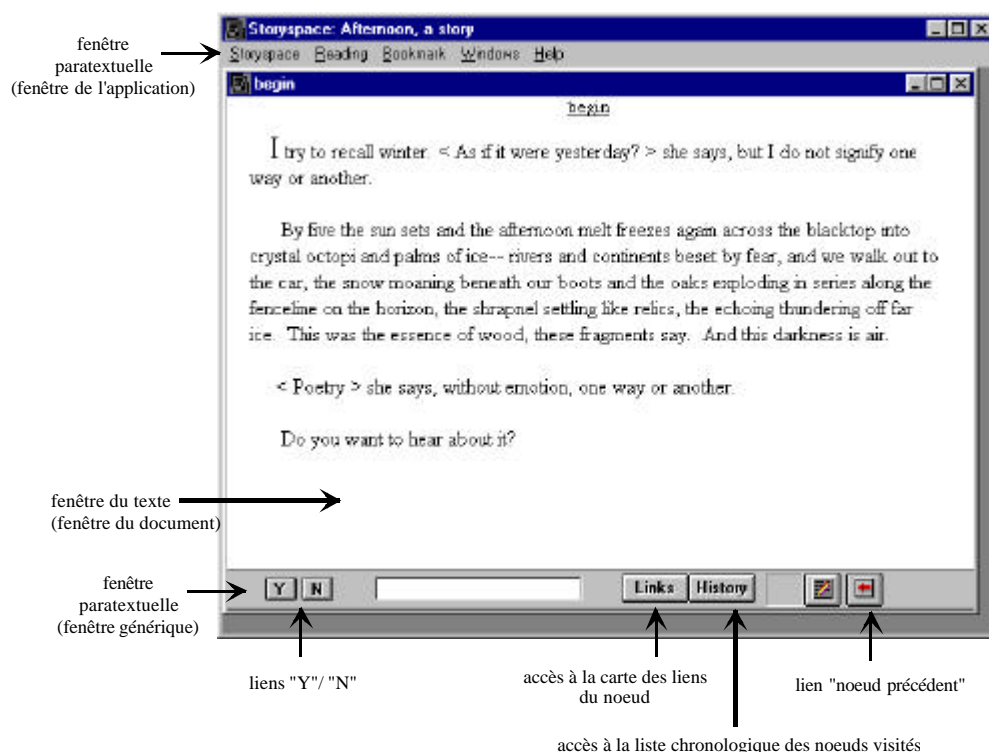 Storyspace: Afternoon, a story
fenêtre
paratextuelle
(fenêtre de l'application)
Storyspace Reading Bookmark Windows Help
begin
begin
I try to recall winter. < As if it were yesterday? > she says, but I do not signify one
way or another.
By five the sun sets and the afternoon melt freezes again across the blacktop into
crystal octopi and palms of ice-- rivers and continents beset by fear, and we walk out to
the car, the snow moaning beneath our boots and the oaks exploding in series along the
fenceline on the horizon, the shrapnel settling like relics, the echoing thundering off far
ice. This was the essence of wood, these fragments say. And this darkness is air.
< Poetry > she says, without emotion, one way or another.
Do you want to hear about it?
fenêtre du texte
(fenêtre du document)
fenêtre
paratextuelle
(fenêtre générique)
Y N Links History
liens "Y"/ "N"
accès à la carte des liens
du noeud
lien "noeud précédent"
accès à la liste chronologique des noeuds visités